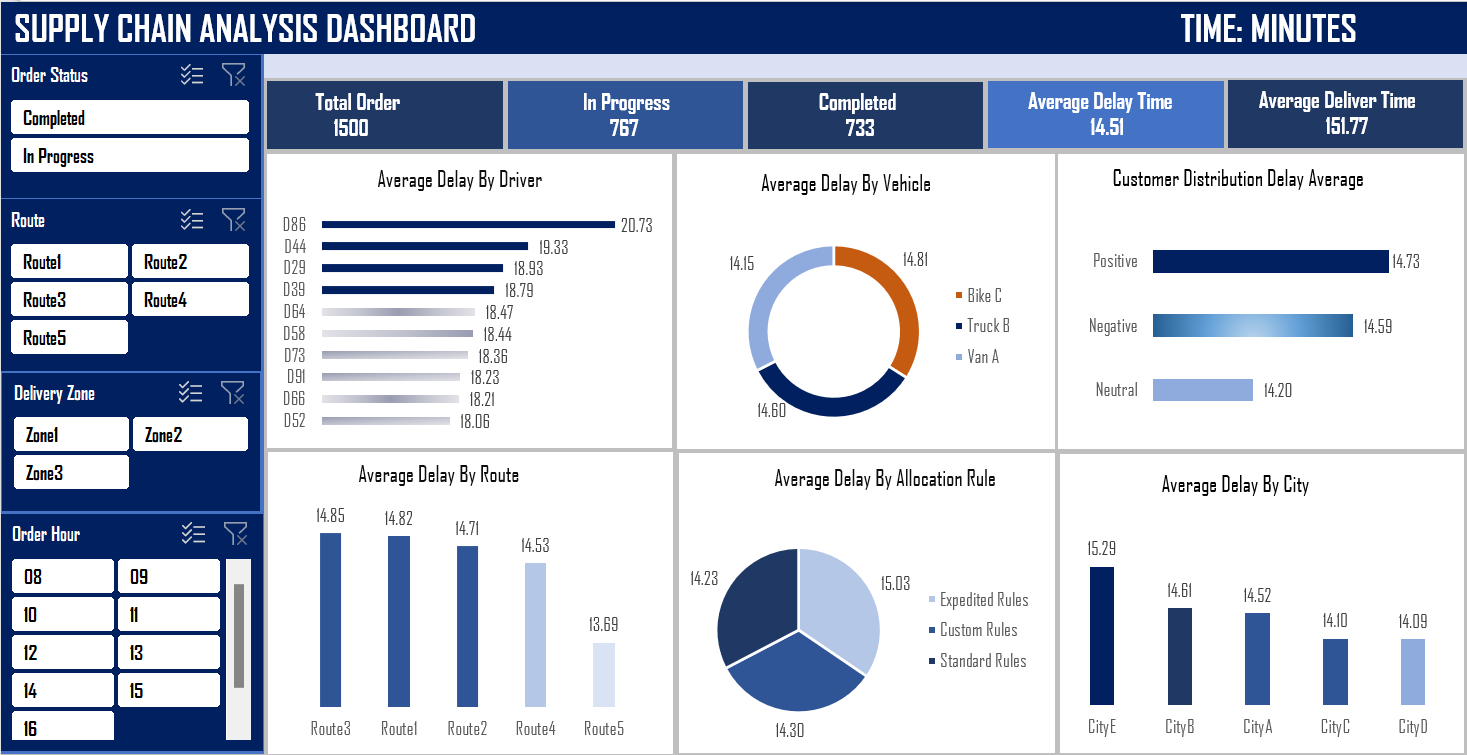 SUPPLY CHAIN ANALYSIS DASHBOARD
TIME: MINUTES
Order Status
Completed
In Progress
Route
Route1
Route2
Route3
Route4
Route5
Delivery Zone
Zone1
Zone2
Zone3
Order Hour
08
09
10
11
12
13
14
15
16
Total Order
1500
In Progress
767
Completed
733
Average Delay Time
14.51
Average Deliver Time
151.77
Average Delay By Driver
D86 20.73
D44 19.33
D29 18.93
D39 18.79
D64 18.47
D58 18.44
D73 18.36
D91 18.23
D66 18.21
D52 18.06
Average Delay By Vehicle
14.15
14.81
14.60
Bike C
Truck B
Van A
Customer Distribution Delay Average
Positive 14.73
Negative 14.59
Neutral 14.20
Average Delay By Route
14.85
14.82
14.71
14.53
13.69
Route3 Route1 Route2 Route4 Route5
Average Delay By Allocation Rule
14.23
15.03
14.30
Expedited Rules
Custom Rules
Standard Rules
Average Delay By City
15.29
14.61
14.52
14.10
14.09
CityE CityB CityA CityC CityD